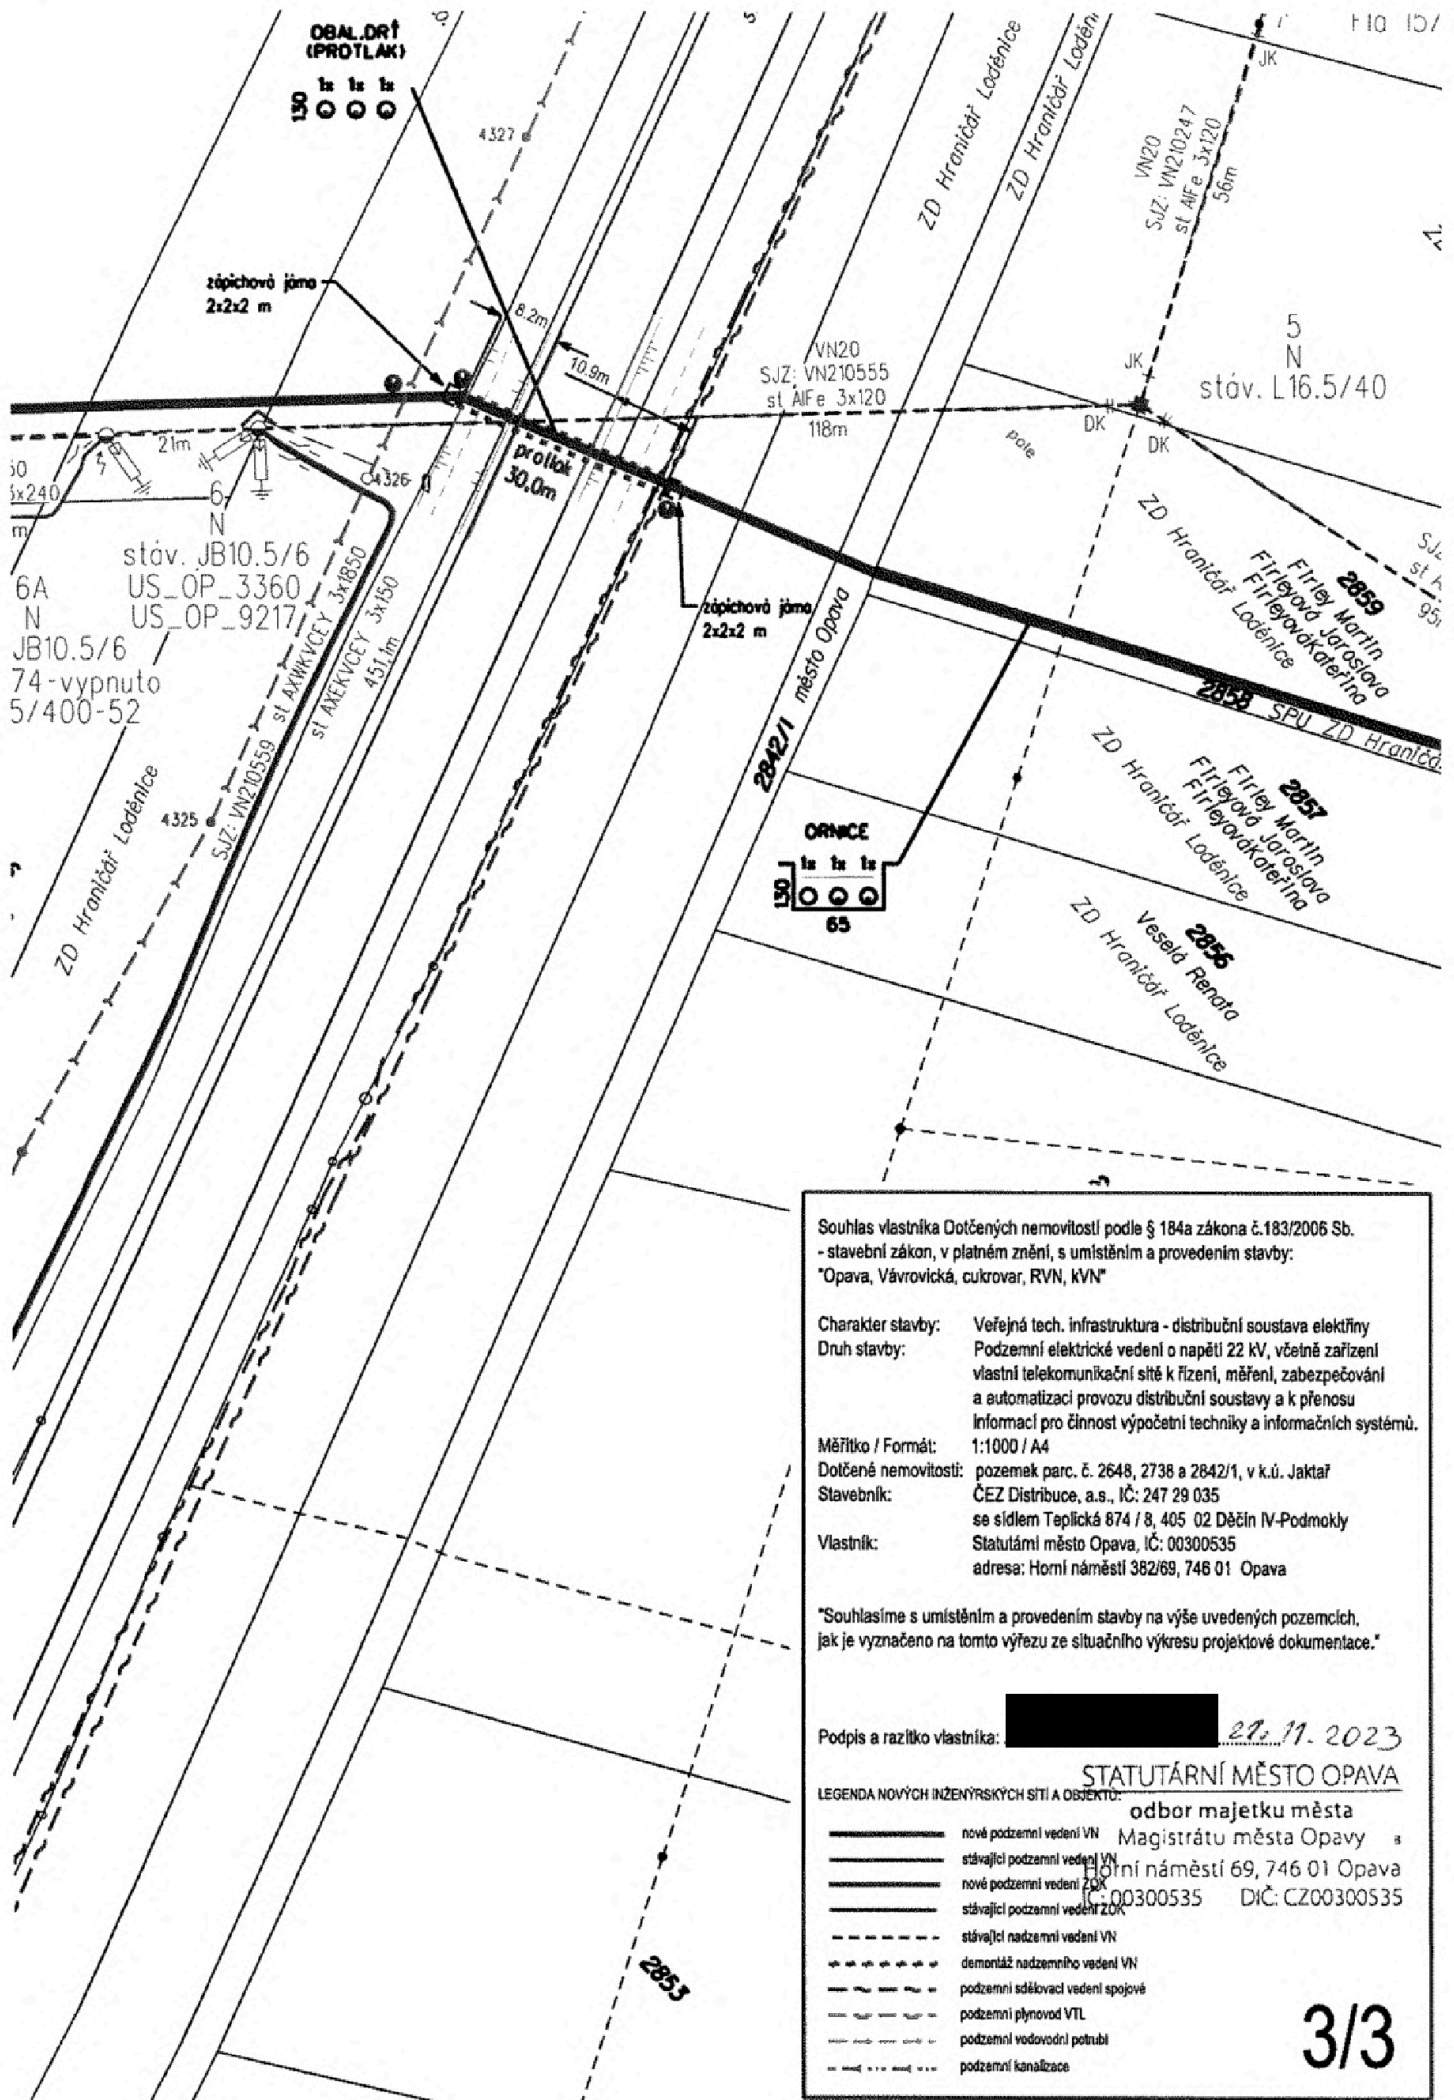 OBAL.DRŤ
(PROTLAK)
1x 1x 1x
130
4327
ZD Hraničář Loděnice
ZD Hraničář Loděnice
JK
VN20
SJZ: VN210247
st AlFe 3x120
56m
zápichová jáma
2x2x2 m
8.2m
10.9m
VN20
SJZ: VN210555
st AlFe 3x120
118m
JK
DK
DK
5
N
stáv. L16.5/40
pole
21m
protlak
30,0m
4326
6
N
stáv. JB10.5/6
US_OP_3360
US_OP_9217
6A
N
JB10.5/6
74-vypnuto
5/400-52
st AXWKVCEY 3x1850
st AXEKVCEY 3x150
451,1m
SJZ: VN210559
4325
ZD Hraničář Loděnice
zápichová jáma
2x2x2 m
2842/1 město Opava
2859
Firley Martin
Firleyová Jaroslava
FirleyováKateřina
ZD Hraničář Loděnice
2858 SPU ZD Hraničář
2857
Firley Martin
Firleyová Jaroslava
FirleyováKateřina
ZD Hraničář Loděnice
ORNICE
1x 1x 1x
130
65
2856
Veselá Renata
ZD Hraničář Loděnice
2853
Souhlas vlastníka Dotčených nemovitostí podle § 184a zákona č.183/2006 Sb.
- stavební zákon, v platném znění, s umístěním a provedením stavby:
"Opava, Vávrovická, cukrovar, RVN, kVN"
Charakter stavby: Veřejná tech. infrastruktura - distribuční soustava elektřiny
Druh stavby: Podzemní elektrické vedení o napětí 22 kV, včetně zařízení
vlastní telekomunikační sítě k řízení, měření, zabezpečování
a automatizaci provozu distribuční soustavy a k přenosu
informací pro činnost výpočetní techniky a informačních systémů.
Měřítko / Formát: 1:1000 / A4
Dotčené nemovitosti: pozemek parc. č. 2648, 2738 a 2842/1, v k.ú. Jaktař
Stavebník: ČEZ Distribuce, a.s., IČ: 247 29 035
se sídlem Teplická 874 / 8, 405 02 Děčín IV-Podmokly
Vlastník: Statutární město Opava, IČ: 00300535
adresa: Horní náměstí 382/69, 746 01 Opava
"Souhlasíme s umístěním a provedením stavby na výše uvedených pozemcích,
jak je vyznačeno na tomto výřezu ze situačního výkresu projektové dokumentace."
Podpis a razítko vlastníka: 27. 11. 2023
STATUTÁRNÍ MĚSTO OPAVA
odbor majetku města
Magistrátu města Opavy
Horní náměstí 69, 746 01 Opava
IČ: 00300535 DIČ: CZ00300535
LEGENDA NOVÝCH INŽENÝRSKÝCH SÍTÍ A OBJEKTŮ:
nové podzemní vedení VN
stávající podzemní vedení VN
nové podzemní vedení ZOK
stávající podzemní vedení ZOK
stávající nadzemní vedení VN
demontáž nadzemního vedení VN
podzemní sdělovací vedení spojové
podzemní plynovod VTL
podzemní vodovodní potrubí
podzemní kanalizace
3/3